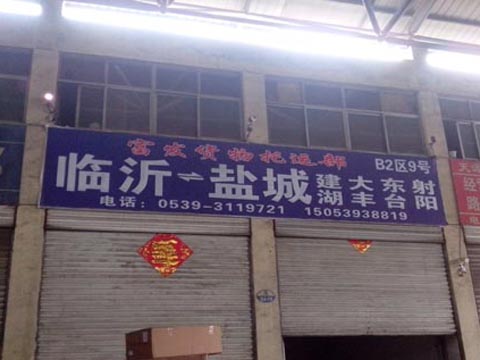 富友货物托运部
B2区9号
临沂⇌盐城 建大东射
湖丰台阳
电话：0539-3119721 15053938819